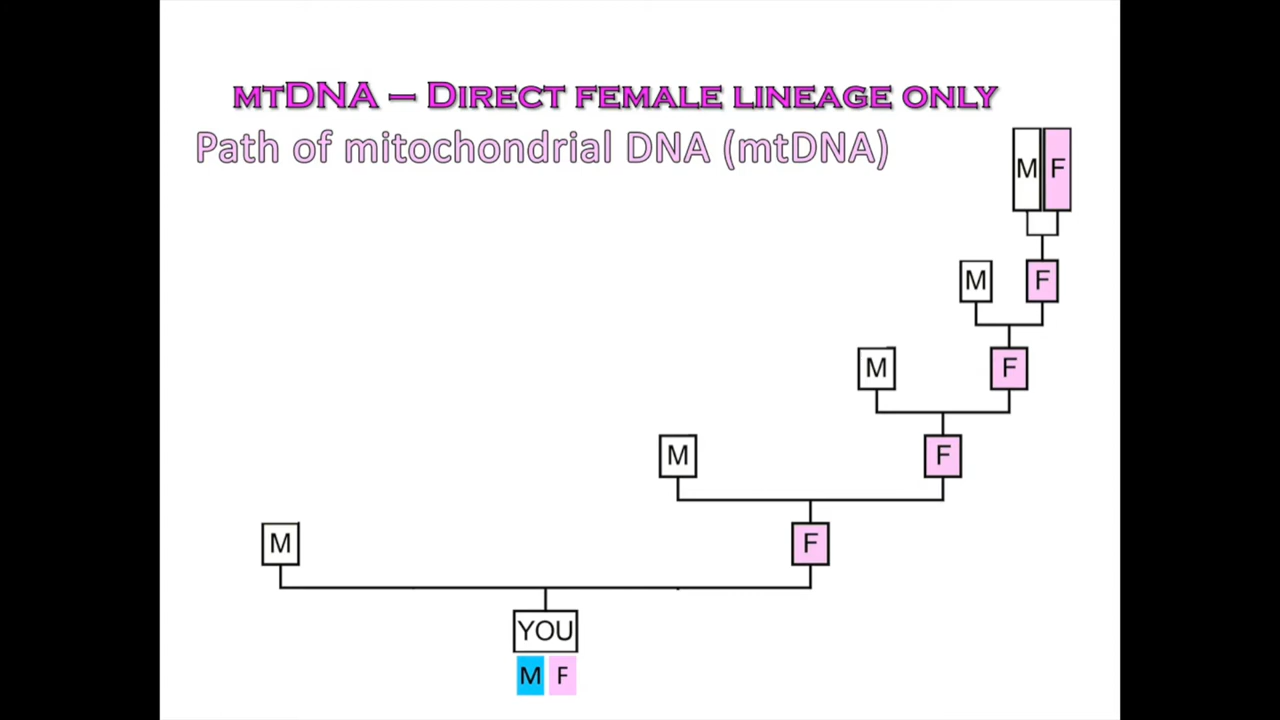 mtDNA – Direct female lineage only
Path of mitochondrial DNA (mtDNA)
M F
M F
M F
M F
M F
YOU
M F